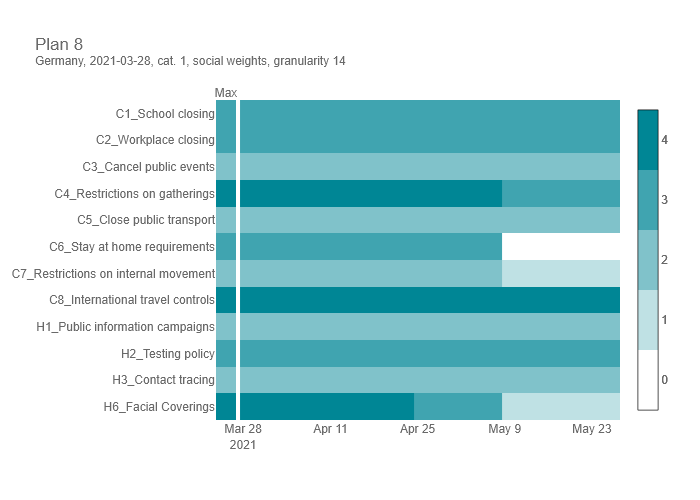 Plan 8
Germany, 2021-03-28, cat. 1, social weights, granularity 14
Max
C1_School closing
C2_Workplace closing
C3_Cancel public events
C4_Restrictions on gatherings
C5_Close public transport
C6_Stay at home requirements
C7_Restrictions on internal movement
C8_International travel controls
H1_Public information campaigns
H2_Testing policy
H3_Contact tracing
H6_Facial Coverings
Mar 28 Apr 11 Apr 25 May 9 May 23
2021
4
3
2
1
0